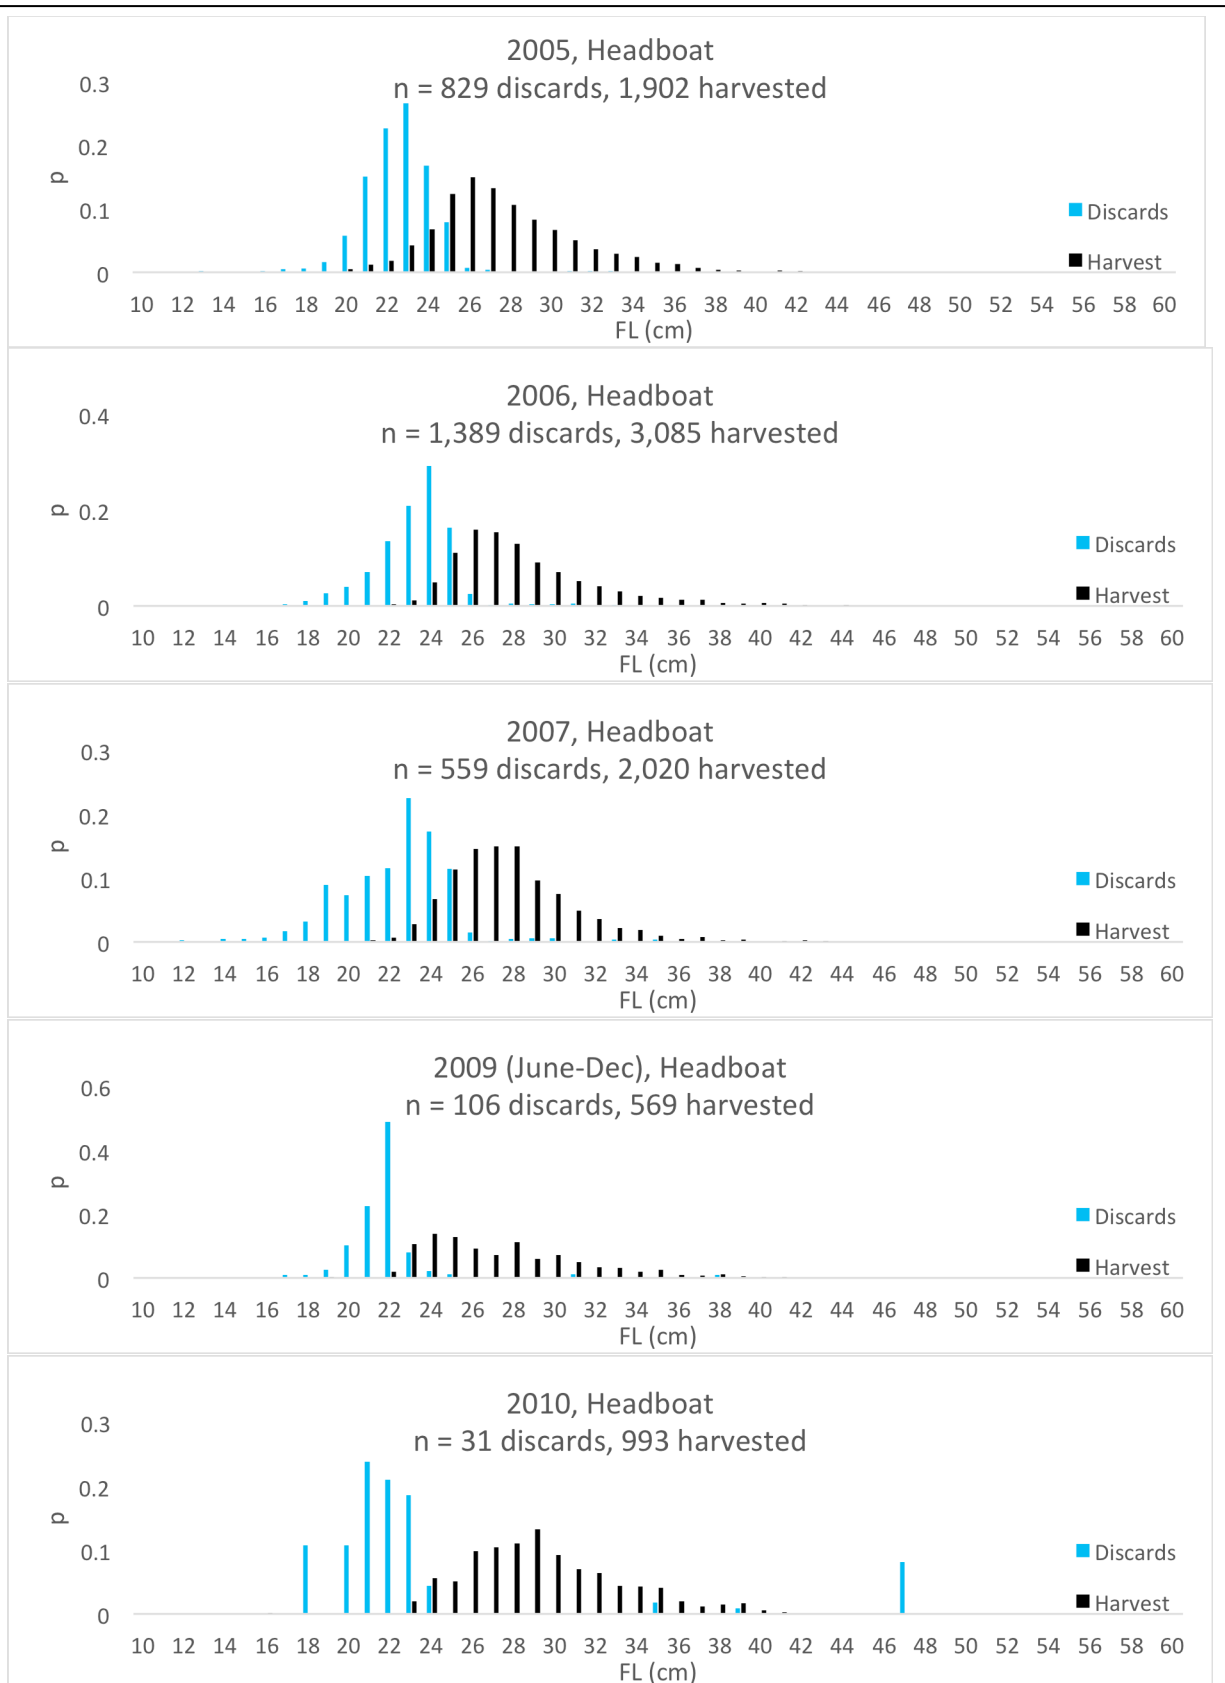 2005, Headboat
n = 829 discards, 1,902 harvested
0.3
0.2
0.1
0
p
Discards
Harvest
10 12 14 16 18 20 22 24 26 28 30 32 34 36 38 40 42 44 46 48 50 52 54 56 58 60
FL (cm)
2006, Headboat
n = 1,389 discards, 3,085 harvested
0.4
0.2
0
p
Discards
Harvest
10 12 14 16 18 20 22 24 26 28 30 32 34 36 38 40 42 44 46 48 50 52 54 56 58 60
FL (cm)
2007, Headboat
n = 559 discards, 2,020 harvested
0.3
0.2
0.1
0
p
Discards
Harvest
10 12 14 16 18 20 22 24 26 28 30 32 34 36 38 40 42 44 46 48 50 52 54 56 58 60
FL (cm)
2009 (June-Dec), Headboat
n = 106 discards, 569 harvested
0.6
0.4
0.2
0
p
Discards
Harvest
10 12 14 16 18 20 22 24 26 28 30 32 34 36 38 40 42 44 46 48 50 52 54 56 58 60
FL (cm)
2010, Headboat
n = 31 discards, 993 harvested
0.3
0.2
0.1
0
p
Discards
Harvest
10 12 14 16 18 20 22 24 26 28 30 32 34 36 38 40 42 44 46 48 50 52 54 56 58 60
FL (cm)